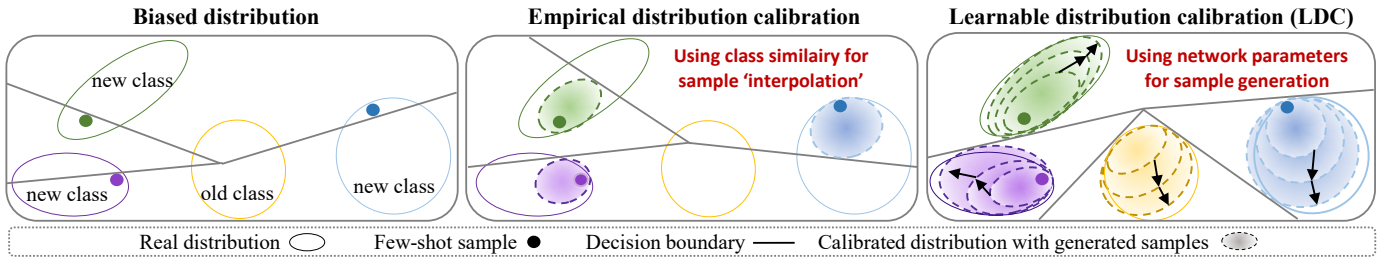 Biased distribution
Empirical distribution calibration
Learnable distribution calibration (LDC)
new class
new class
old class
new class
Using class similairy for
sample ‘interpolation’
Using network parameters
for sample generation
Real distribution
Few-shot sample
Decision boundary
Calibrated distribution with generated samples